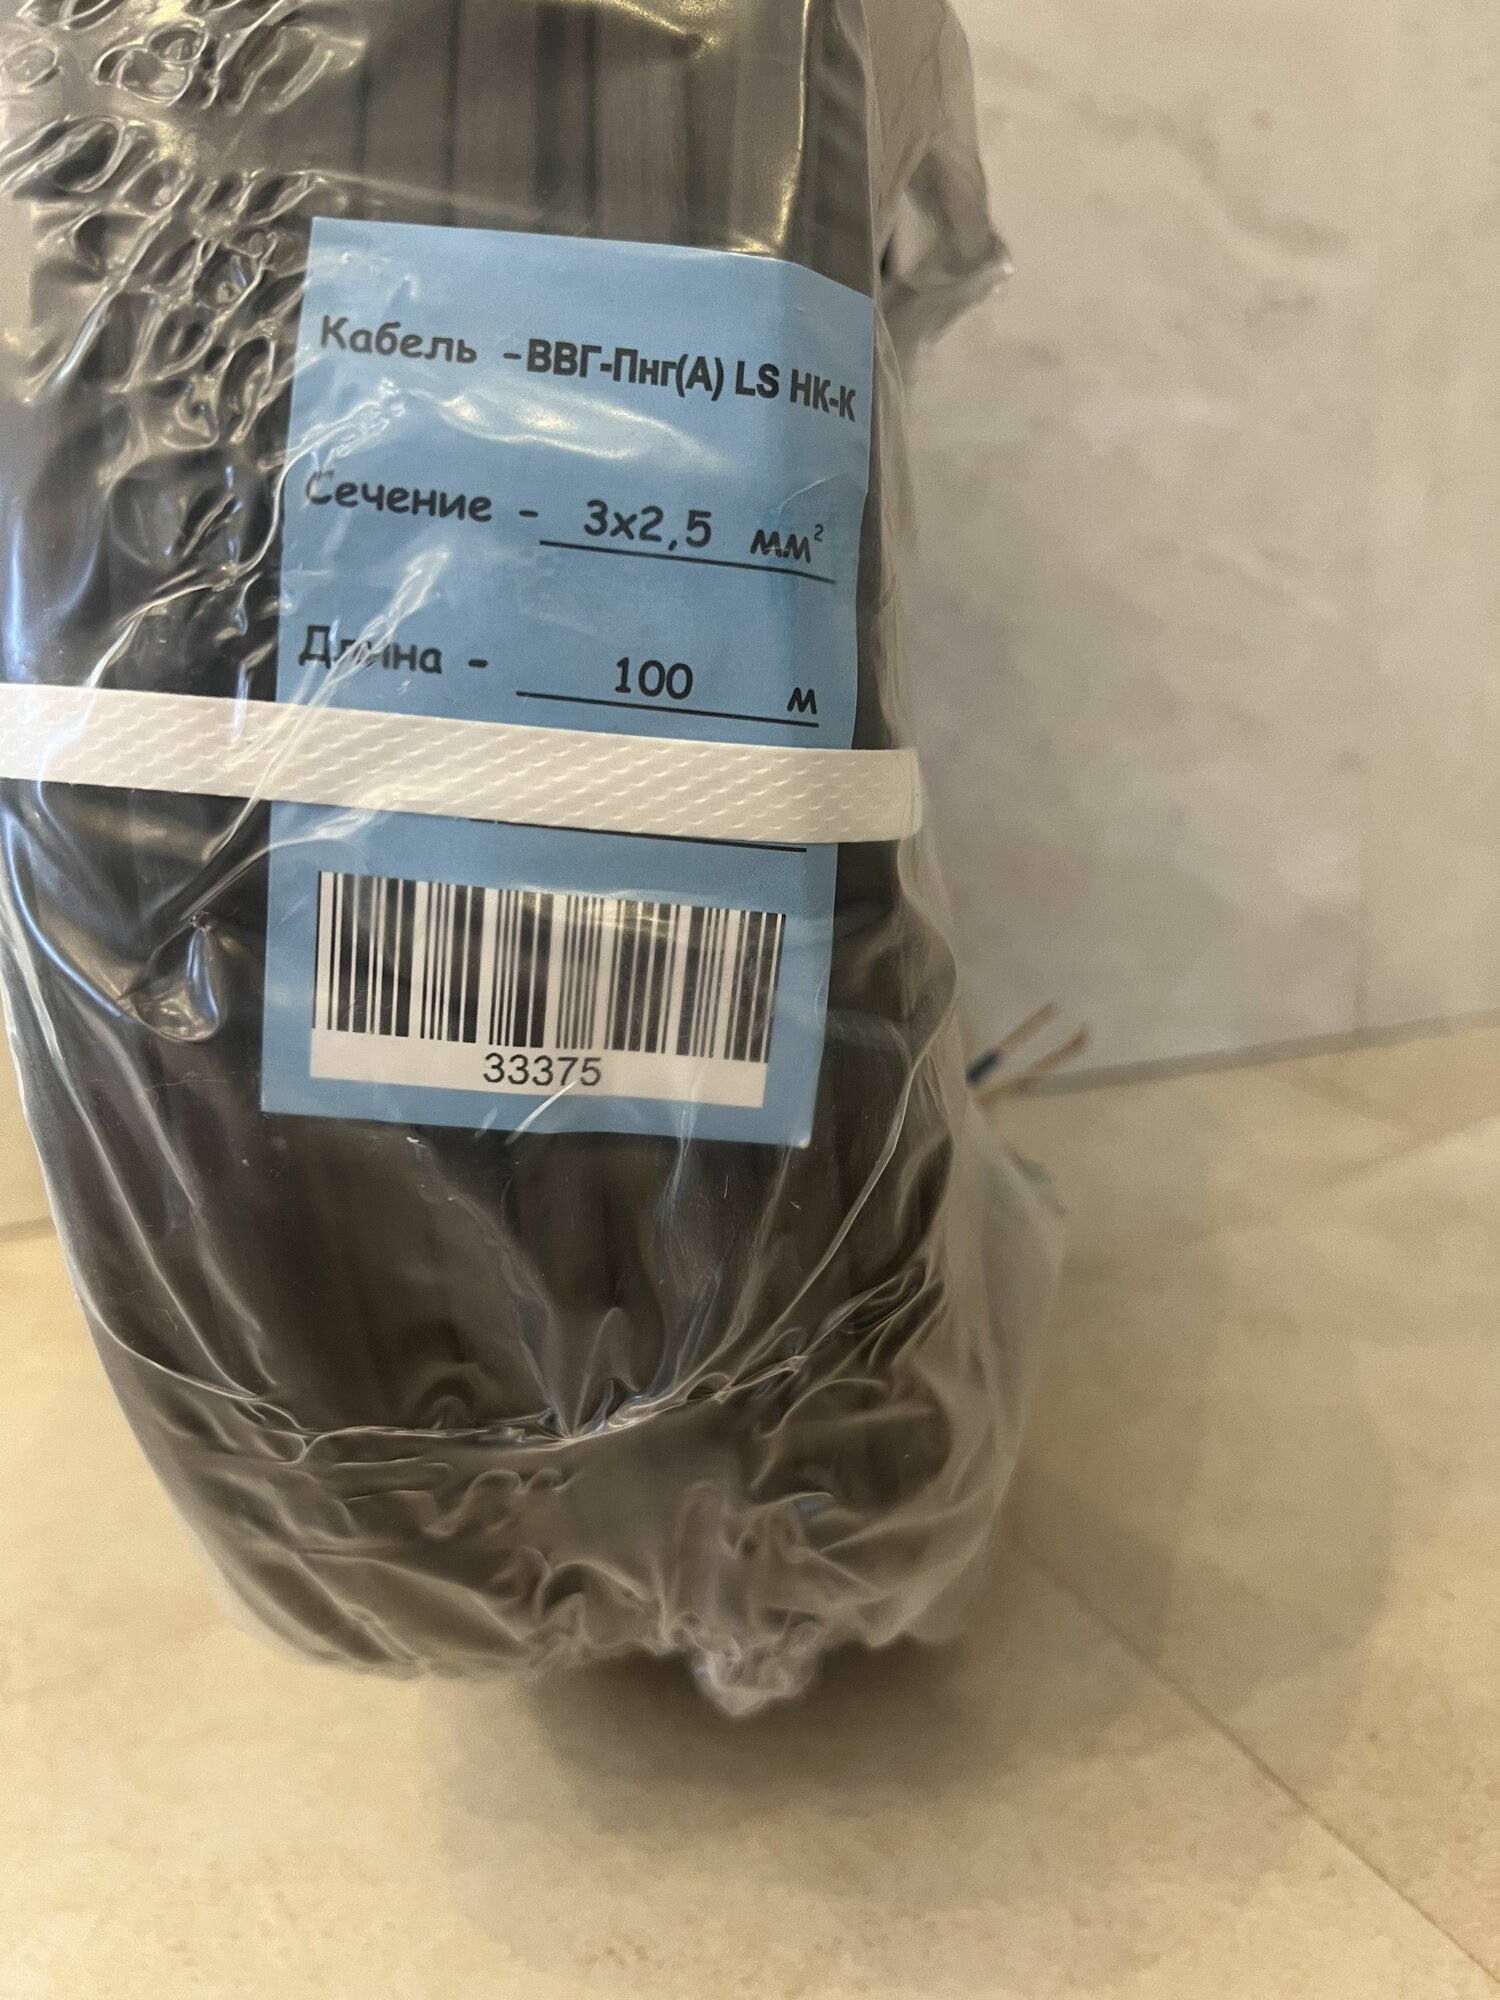 Кабель - ВВГ-Пнг(А) LS НК-К
Сечение - 3х2,5 мм²
Длина - 100 м
33375